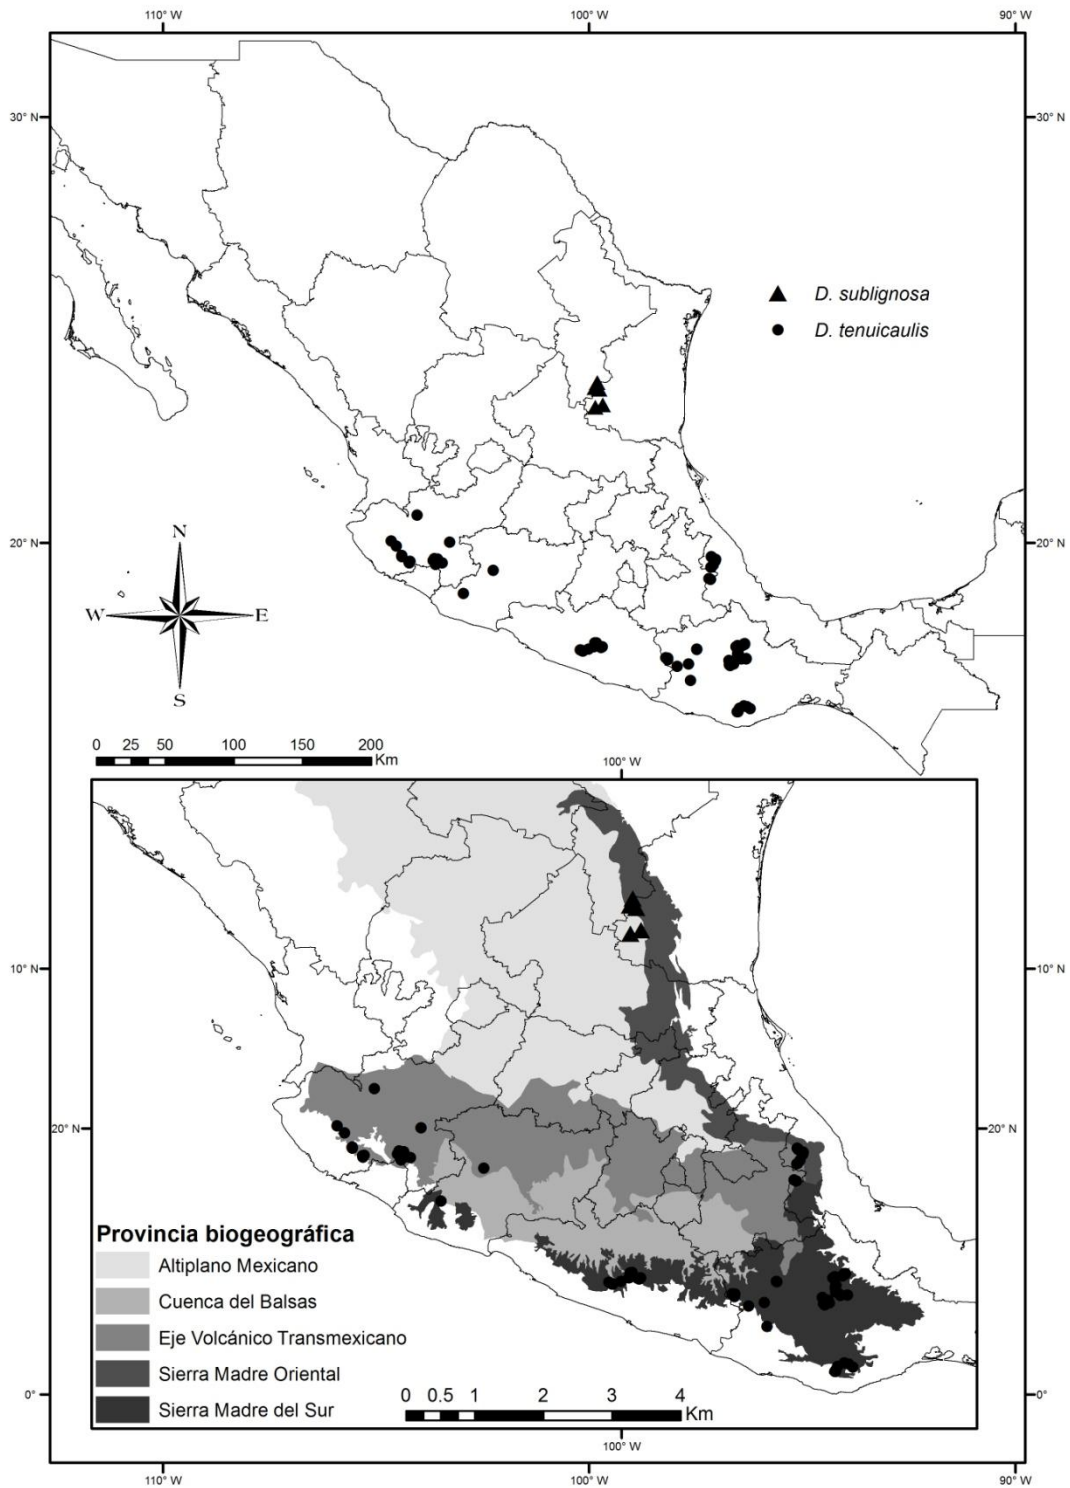 110° W 100° W 90° W
30° N 30° N
D. sublignosa
D. tenuicaulis
20° N 20° N
N
W E
S
0 25 50 100 150 200
Km
100° W
10° N 10° N
20° N 20° N
Provincia biogeográfica
Altiplano Mexicano
Cuenca del Balsas
Eje Volcánico Transmexicano
Sierra Madre Oriental
Sierra Madre del Sur
0 0.5 1 2 3 4
Km
0° 0°
100° W
110° W 100° W 90° W